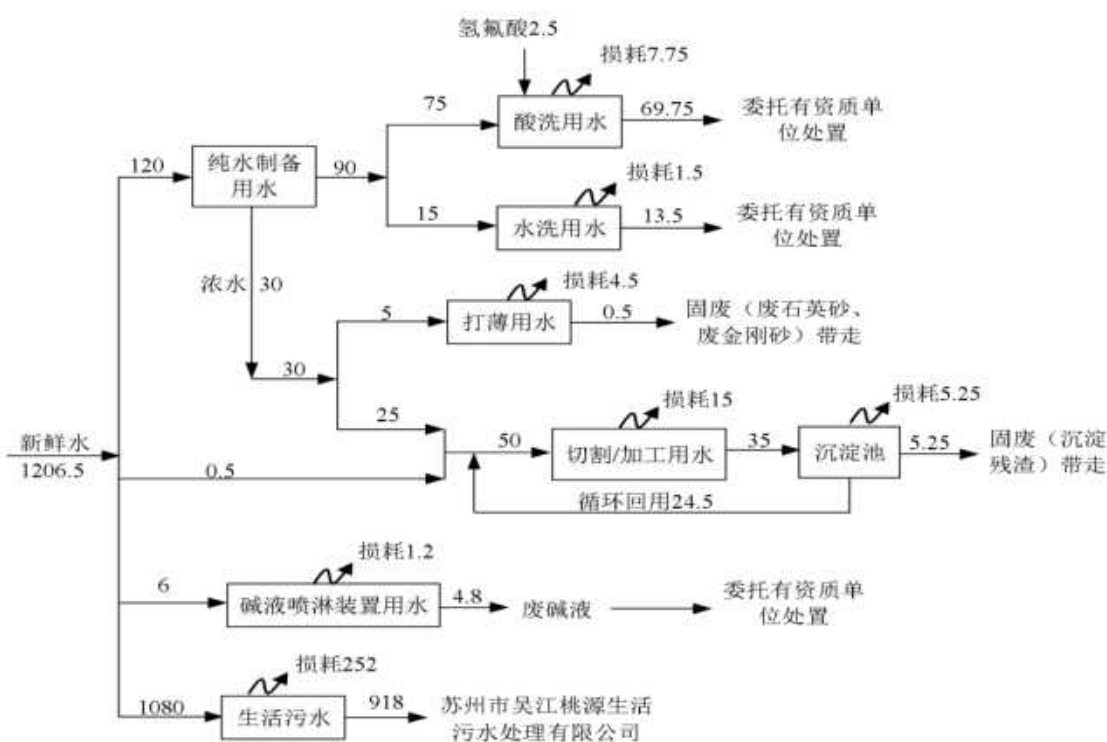 氢氟酸2.5
损耗7.75
75
酸洗用水
69.75
委托有资质单
位处置
120
纯水制备
用水
90
损耗1.5
15
水洗用水
13.5
委托有资质单
位处置
浓水
30
损耗4.5
5
打薄用水
0.5
固废（废石英砂、
废金刚砂）带走
30
25
损耗15
损耗5.25
新鲜水
1206.5
0.5
50
切割/加工用水
35
沉淀池
5.25
固废（沉淀
残渣）带走
循环回用24.5
损耗1.2
6
碱液喷淋装置用水
4.8
废碱液
委托有资质单
位处置
损耗252
1080
生活污水
918
苏州市吴江桃源生活
污水处理有限公司